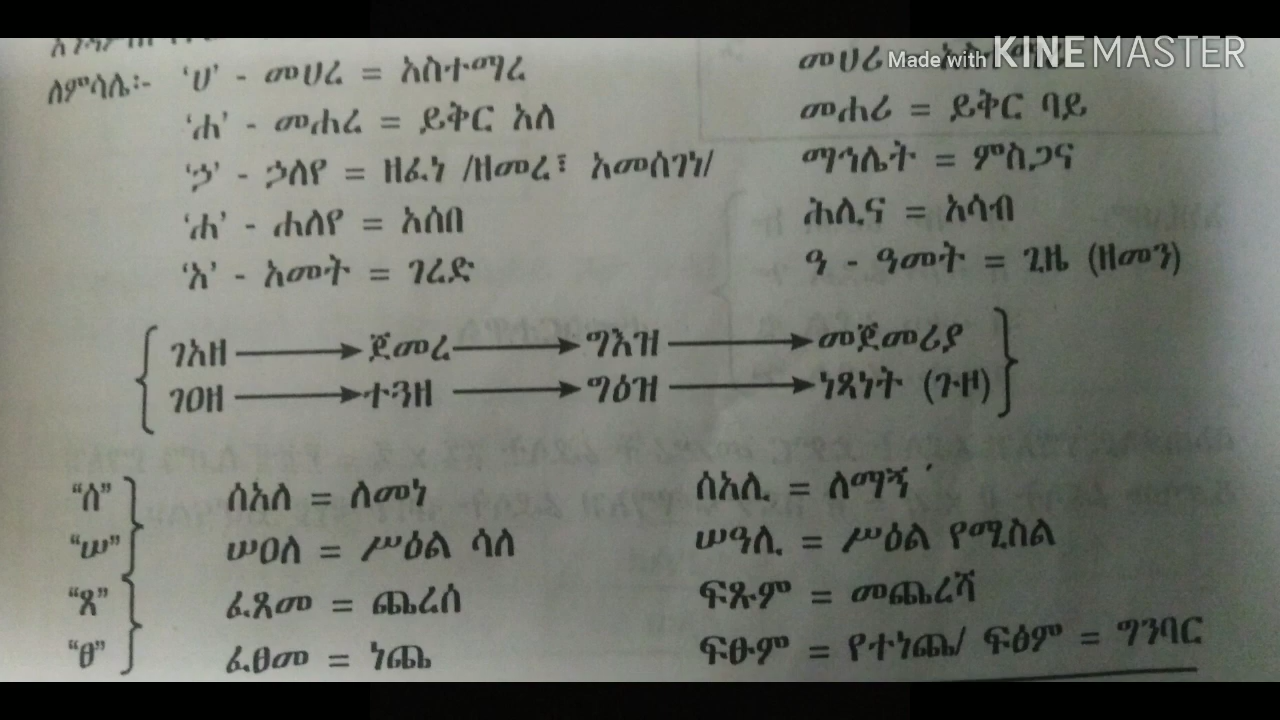 Made with KINEMASTER
ለምሳሌ፡- 'ሀ' - መሀረ = አስተማረ መሀሪ
'ሐ' - መሐረ = ይቅር አለ መሐሪ = ይቅር ባይ
'ኃ' - ኃለየ = ዘፈነ /ዘመረ፤ አመሰገነ/ ማኅሌት = ምስጋና
'ሐ' - ሐለየ = አሰበ ሕሊና = አሳብ
'አ' - አመት = ገረድ ዓ - ዓመት = ጊዜ (ዘመን)
ገአዘ → ጀመረ → ግእዝ → መጀመሪያ
ገዐዘ → ተጓዘ → ግዕዝ → ነጻነት (ጉዞ)
“ሰ” ሰአለ = ለመነ ሰአሊ = ለማኝ
“ሠ” ሠዐለ = ሥዕል ሳለ ሠዓሊ = ሥዕል የሚስል
“ጸ” ፈጸመ = ጨረሰ ፍጹም = መጨረሻ
“ፀ” ፈፀመ = ነጨ ፍፁም = የተነጨ/ ፍፅም = ግንባር